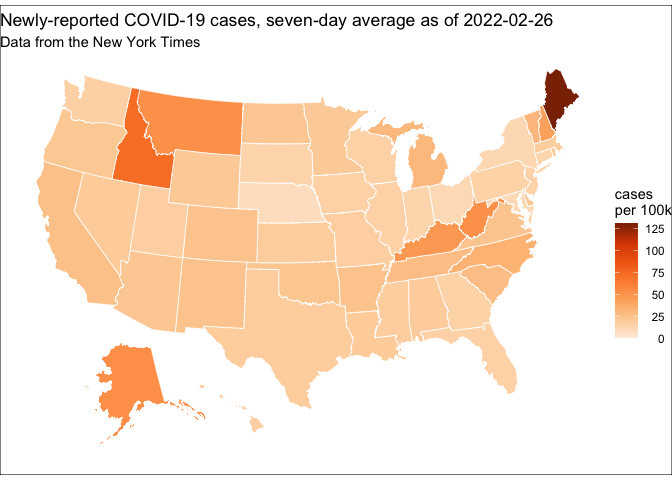 Newly-reported COVID-19 cases, seven-day average as of 2022-02-26
Data from the New York Times
cases
per 100k
125
100
75
50
25
0